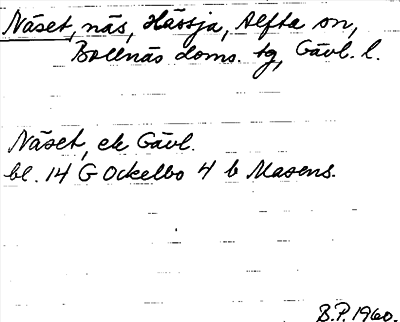 Näset, näs, Hässja, Alfta sn,
Bollnäs doms. tg, Gävl. l.
Näset, ek Gävl.
bl. 14 G Ockelbo 4 b Masens.
B.P. 1960.